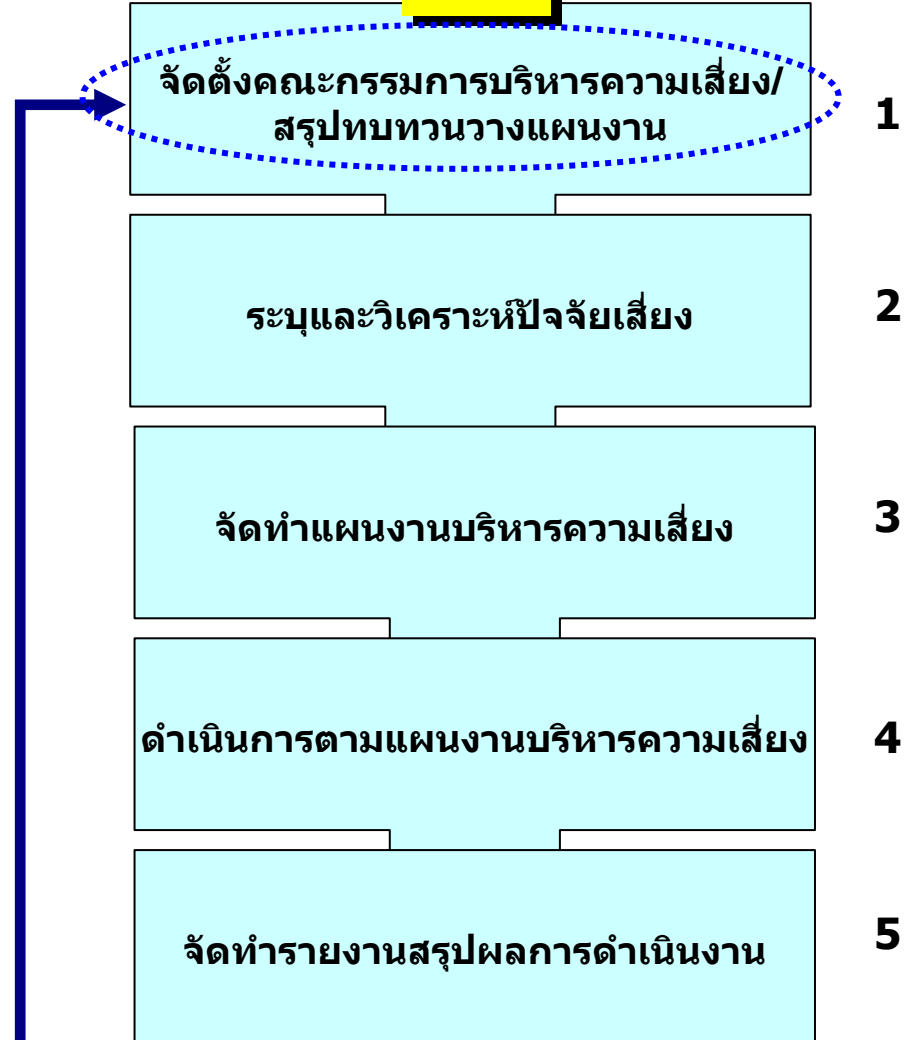 จัดตั้งคณะกรรมการบริหารความเสี่ยง/
สรุปทบทวนวางแผนงาน
1
ระบุและวิเคราะห์ปัจจัยเสี่ยง
2
จัดทำแผนงานบริหารความเสี่ยง
3
ดำเนินการตามแผนงานบริหารความเสี่ยง
4
จัดทำรายงานสรุปผลการดำเนินงาน
5